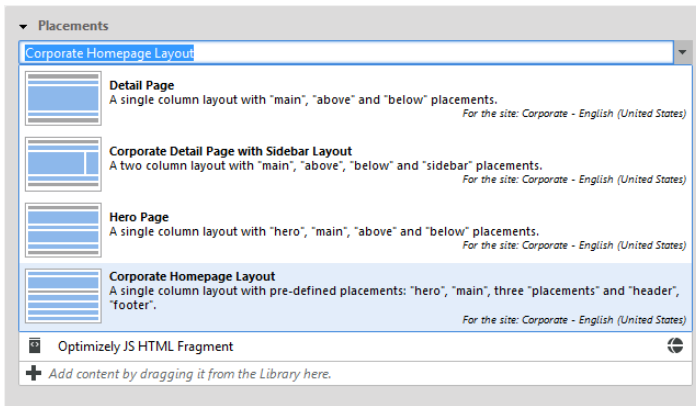 Placements
Corporate Homepage Layout
Detail Page
A single column layout with "main", "above" and "below" placements.
For the site: Corporate - English (United States)
Corporate Detail Page with Sidebar Layout
A two column layout with "main", "above", "below" and "sidebar" placements.
For the site: Corporate - English (United States)
Hero Page
A single column layout with "hero", "main", "above" and "below" placements.
For the site: Corporate - English (United States)
Corporate Homepage Layout
A single column layout with pre-defined placements: "hero", "main", three "placements" and "header",
"footer".
For the site: Corporate - English (United States)
Optimizely JS HTML Fragment
Add content by dragging it from the Library here.